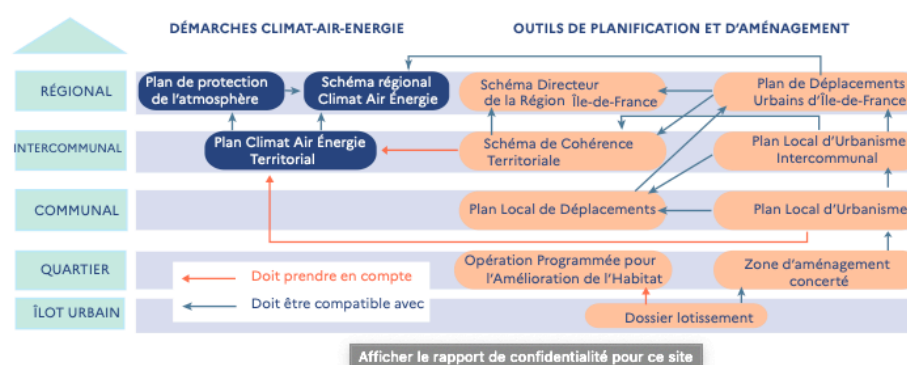 DÉMARCHES CLIMAT-AIR-ENERGIE
OUTILS DE PLANIFICATION ET D'AMÉNAGEMENT
RÉGIONAL
Plan de protection
de l'atmosphère
Schéma régional
Climat Air Énergie
Schéma Directeur
de la Région Île-de-France
Plan de Déplacements
Urbains d'Île-de-France
INTERCOMMUNAL
Plan Climat Air Énergie
Territorial
Schéma de Cohérence
Territoriale
Plan Local d'Urbanisme
Intercommunal
COMMUNAL
Plan Local de Déplacements
Plan Local d'Urbanisme
QUARTIER
Opération Programmée pour
l'Amélioration de l'Habitat
Zone d'aménagement
concerté
Doit prendre en compte
Doit être compatible avec
ÎLOT URBAIN
Dossier lotissement
Afficher le rapport de confidentialité pour ce site